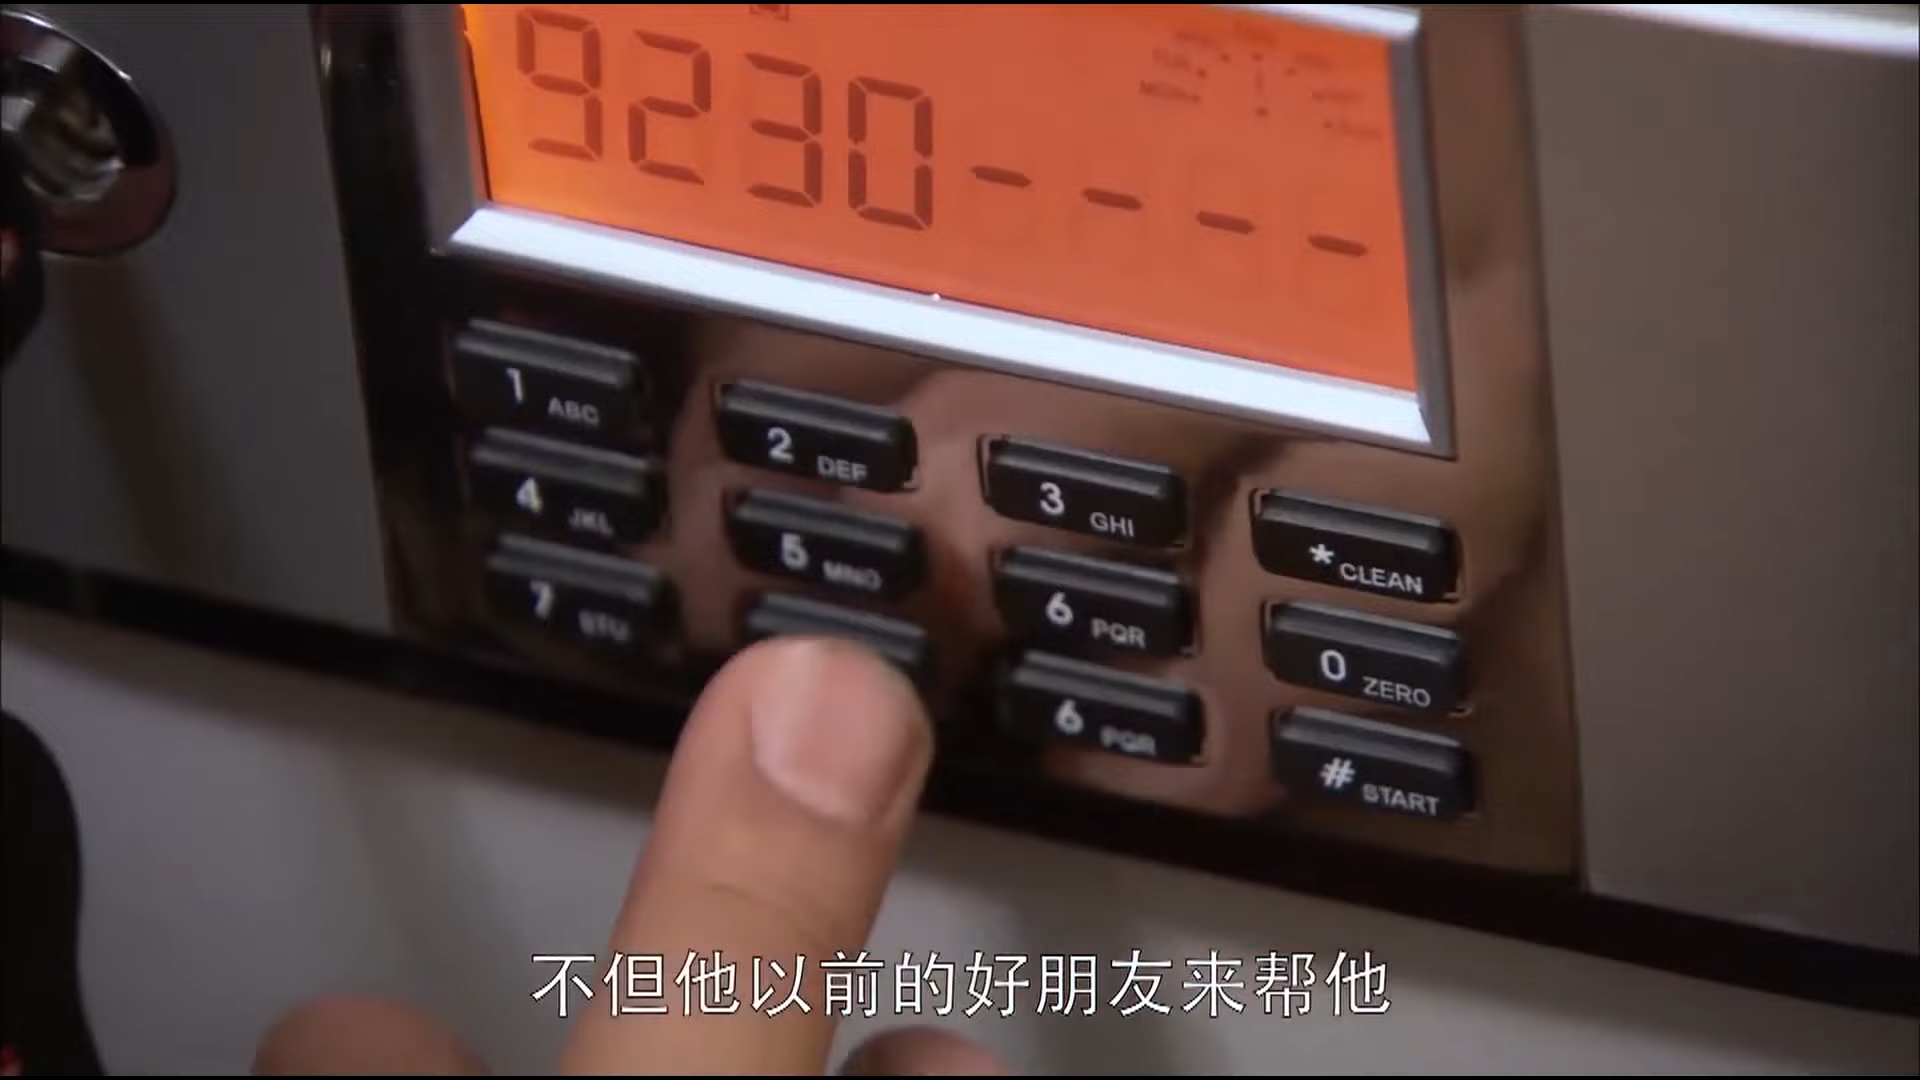 9230----
1 ABC
2 DEF
3 GHI
* CLEAN
4 JKL
5 MNO
6 PQR
0 ZERO
7 STU
6 PQR
# START
不但他以前的好朋友来帮他